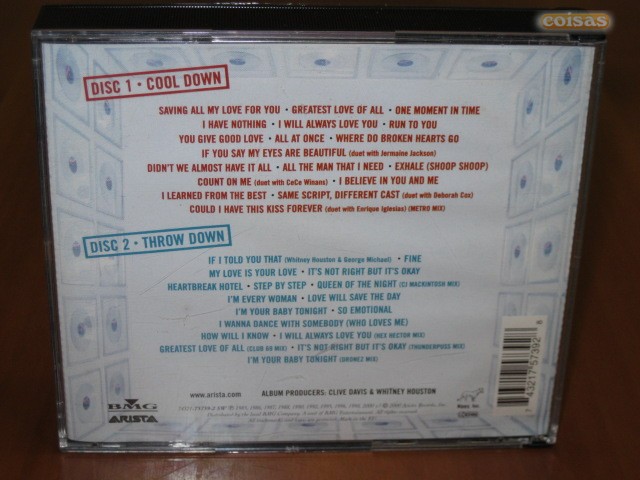 coisas
DISC 1 · COOL DOWN
SAVING ALL MY LOVE FOR YOU · GREATEST LOVE OF ALL · ONE MOMENT IN TIME
I HAVE NOTHING · I WILL ALWAYS LOVE YOU · RUN TO YOU
YOU GIVE GOOD LOVE · ALL AT ONCE · WHERE DO BROKEN HEARTS GO
IF YOU SAY MY EYES ARE BEAUTIFUL (duet with Jermaine Jackson)
DIDN'T WE ALMOST HAVE IT ALL · ALL THE MAN THAT I NEED · EXHALE (SHOOP SHOOP)
COUNT ON ME (duet with CeCe Winans) · I BELIEVE IN YOU AND ME
I LEARNED FROM THE BEST · SAME SCRIPT, DIFFERENT CAST (duet with Deborah Cox)
COULD I HAVE THIS KISS FOREVER (duet with Enrique Iglesias) (METRO MIX)
DISC 2 · THROW DOWN
IF I TOLD YOU THAT (Whitney Houston & George Michael) · FINE
MY LOVE IS YOUR LOVE · IT'S NOT RIGHT BUT IT'S OKAY
HEARTBREAK HOTEL · STEP BY STEP · QUEEN OF THE NIGHT (CJ MACKINTOSH MIX)
I'M EVERY WOMAN · LOVE WILL SAVE THE DAY
I'M YOUR BABY TONIGHT · SO EMOTIONAL
I WANNA DANCE WITH SOMEBODY (WHO LOVES ME)
HOW WILL I KNOW · I WILL ALWAYS LOVE YOU (HEX HECTOR MIX)
GREATEST LOVE OF ALL (CLUB 69 MIX) · IT'S NOT RIGHT BUT IT'S OKAY (THUNDERPUSS MIX)
I'M YOUR BABY TONIGHT (DRONEZ MIX)
www.arista.com ALBUM PRODUCERS: CLIVE DAVIS & WHITNEY HOUSTON
BMG
ARISTA
7 43217 57392 8